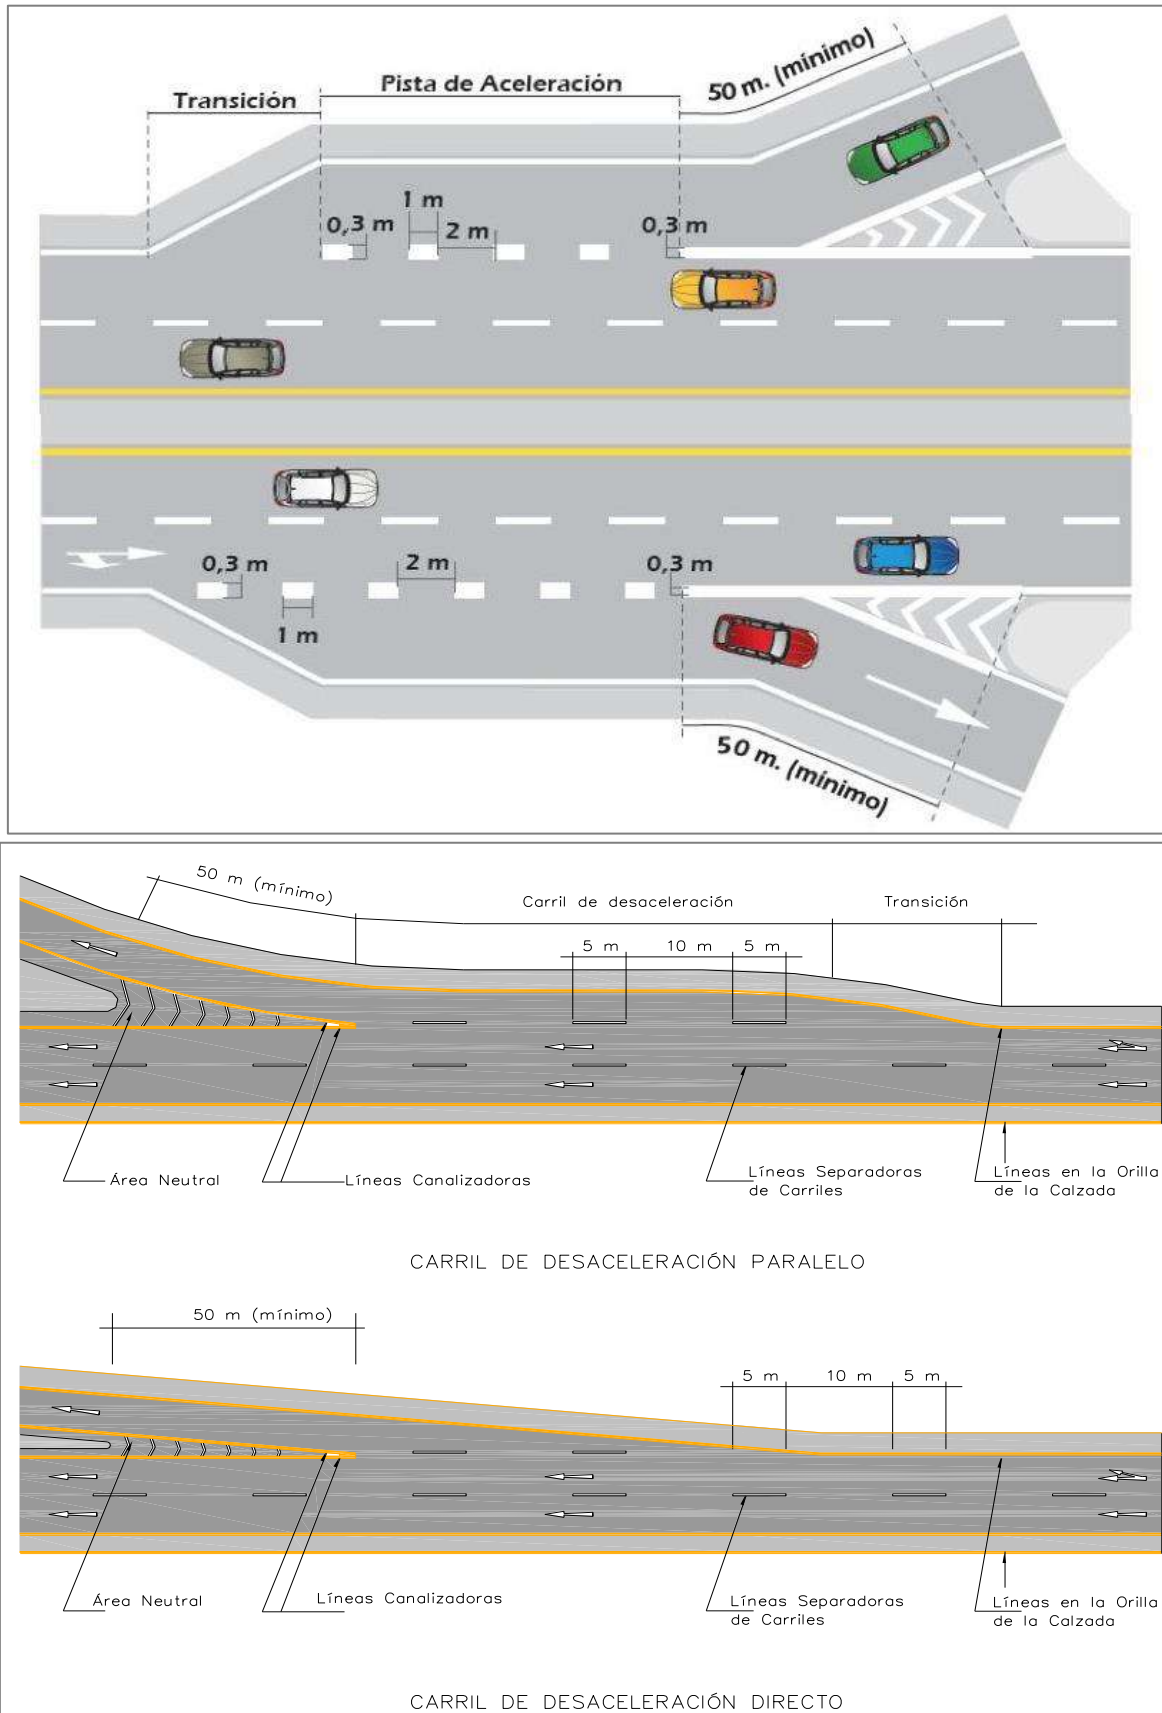 Transición
Pista de Aceleración
50 m. (mínimo)
1 m
0,3 m
2 m
0,3 m
0,3 m
2 m
0,3 m
1 m
50 m. (mínimo)
50 m (mínimo)
Carril de desaceleración
Transición
5 m
10 m
5 m
Área Neutral
Líneas Canalizadoras
Líneas Separadoras
de Carriles
Líneas en la Orilla
de la Calzada
CARRIL DE DESACELERACIÓN PARALELO
50 m (mínimo)
5 m
10 m
5 m
Área Neutral
Líneas Canalizadoras
Líneas Separadoras
de Carriles
Líneas en la Orilla
de la Calzada
CARRIL DE DESACELERACIÓN DIRECTO